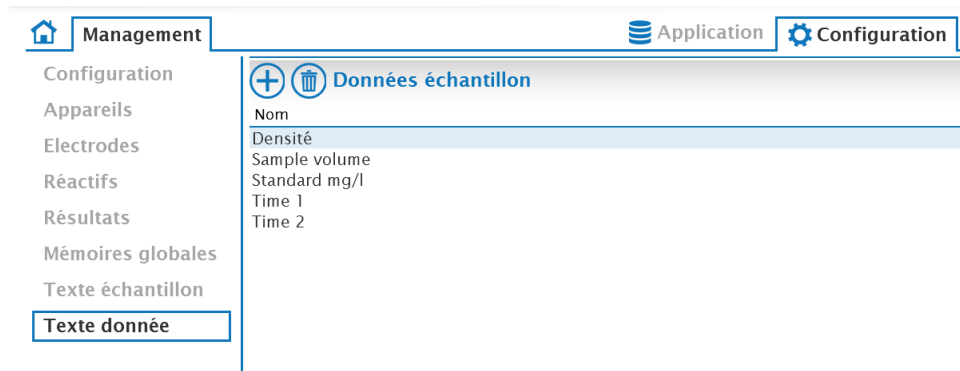 Management Application Configuration
Configuration
Appareils
Electrodes
Réactifs
Résultats
Mémoires globales
Texte échantillon
Texte donnée
Données échantillon
Nom
Densité
Sample volume
Standard mg/l
Time 1
Time 2